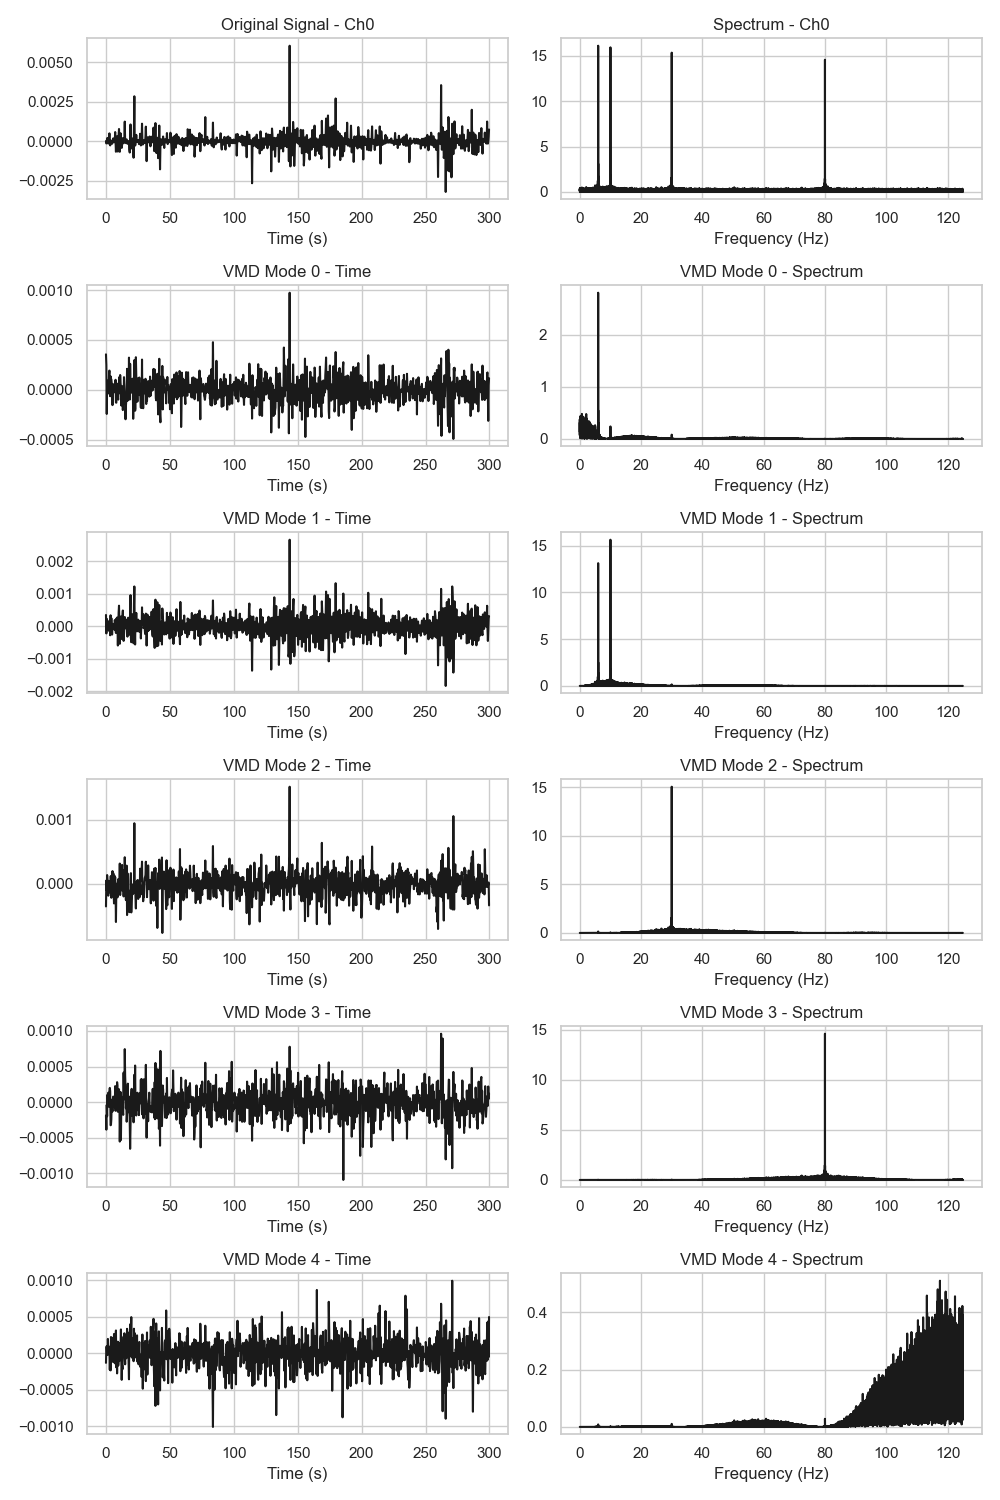 Original Signal - Ch0
Spectrum - Ch0
0.0050
0.0025
0.0000
−0.0025
0 50 100 150 200 250 300
Time (s)
15
10
5
0
0 20 40 60 80 100 120
Frequency (Hz)
VMD Mode 0 - Time
VMD Mode 0 - Spectrum
0.0010
0.0005
0.0000
−0.0005
0 50 100 150 200 250 300
Time (s)
2
1
0
0 20 40 60 80 100 120
Frequency (Hz)
VMD Mode 1 - Time
VMD Mode 1 - Spectrum
0.002
0.001
0.000
−0.001
−0.002
0 50 100 150 200 250 300
Time (s)
15
10
5
0
0 20 40 60 80 100 120
Frequency (Hz)
VMD Mode 2 - Time
VMD Mode 2 - Spectrum
0.001
0.000
0 50 100 150 200 250 300
Time (s)
15
10
5
0
0 20 40 60 80 100 120
Frequency (Hz)
VMD Mode 3 - Time
VMD Mode 3 - Spectrum
0.0010
0.0005
0.0000
−0.0005
−0.0010
0 50 100 150 200 250 300
Time (s)
15
10
5
0
0 20 40 60 80 100 120
Frequency (Hz)
VMD Mode 4 - Time
VMD Mode 4 - Spectrum
0.0010
0.0005
0.0000
−0.0005
−0.0010
0 50 100 150 200 250 300
Time (s)
0.4
0.2
0.0
0 20 40 60 80 100 120
Frequency (Hz)